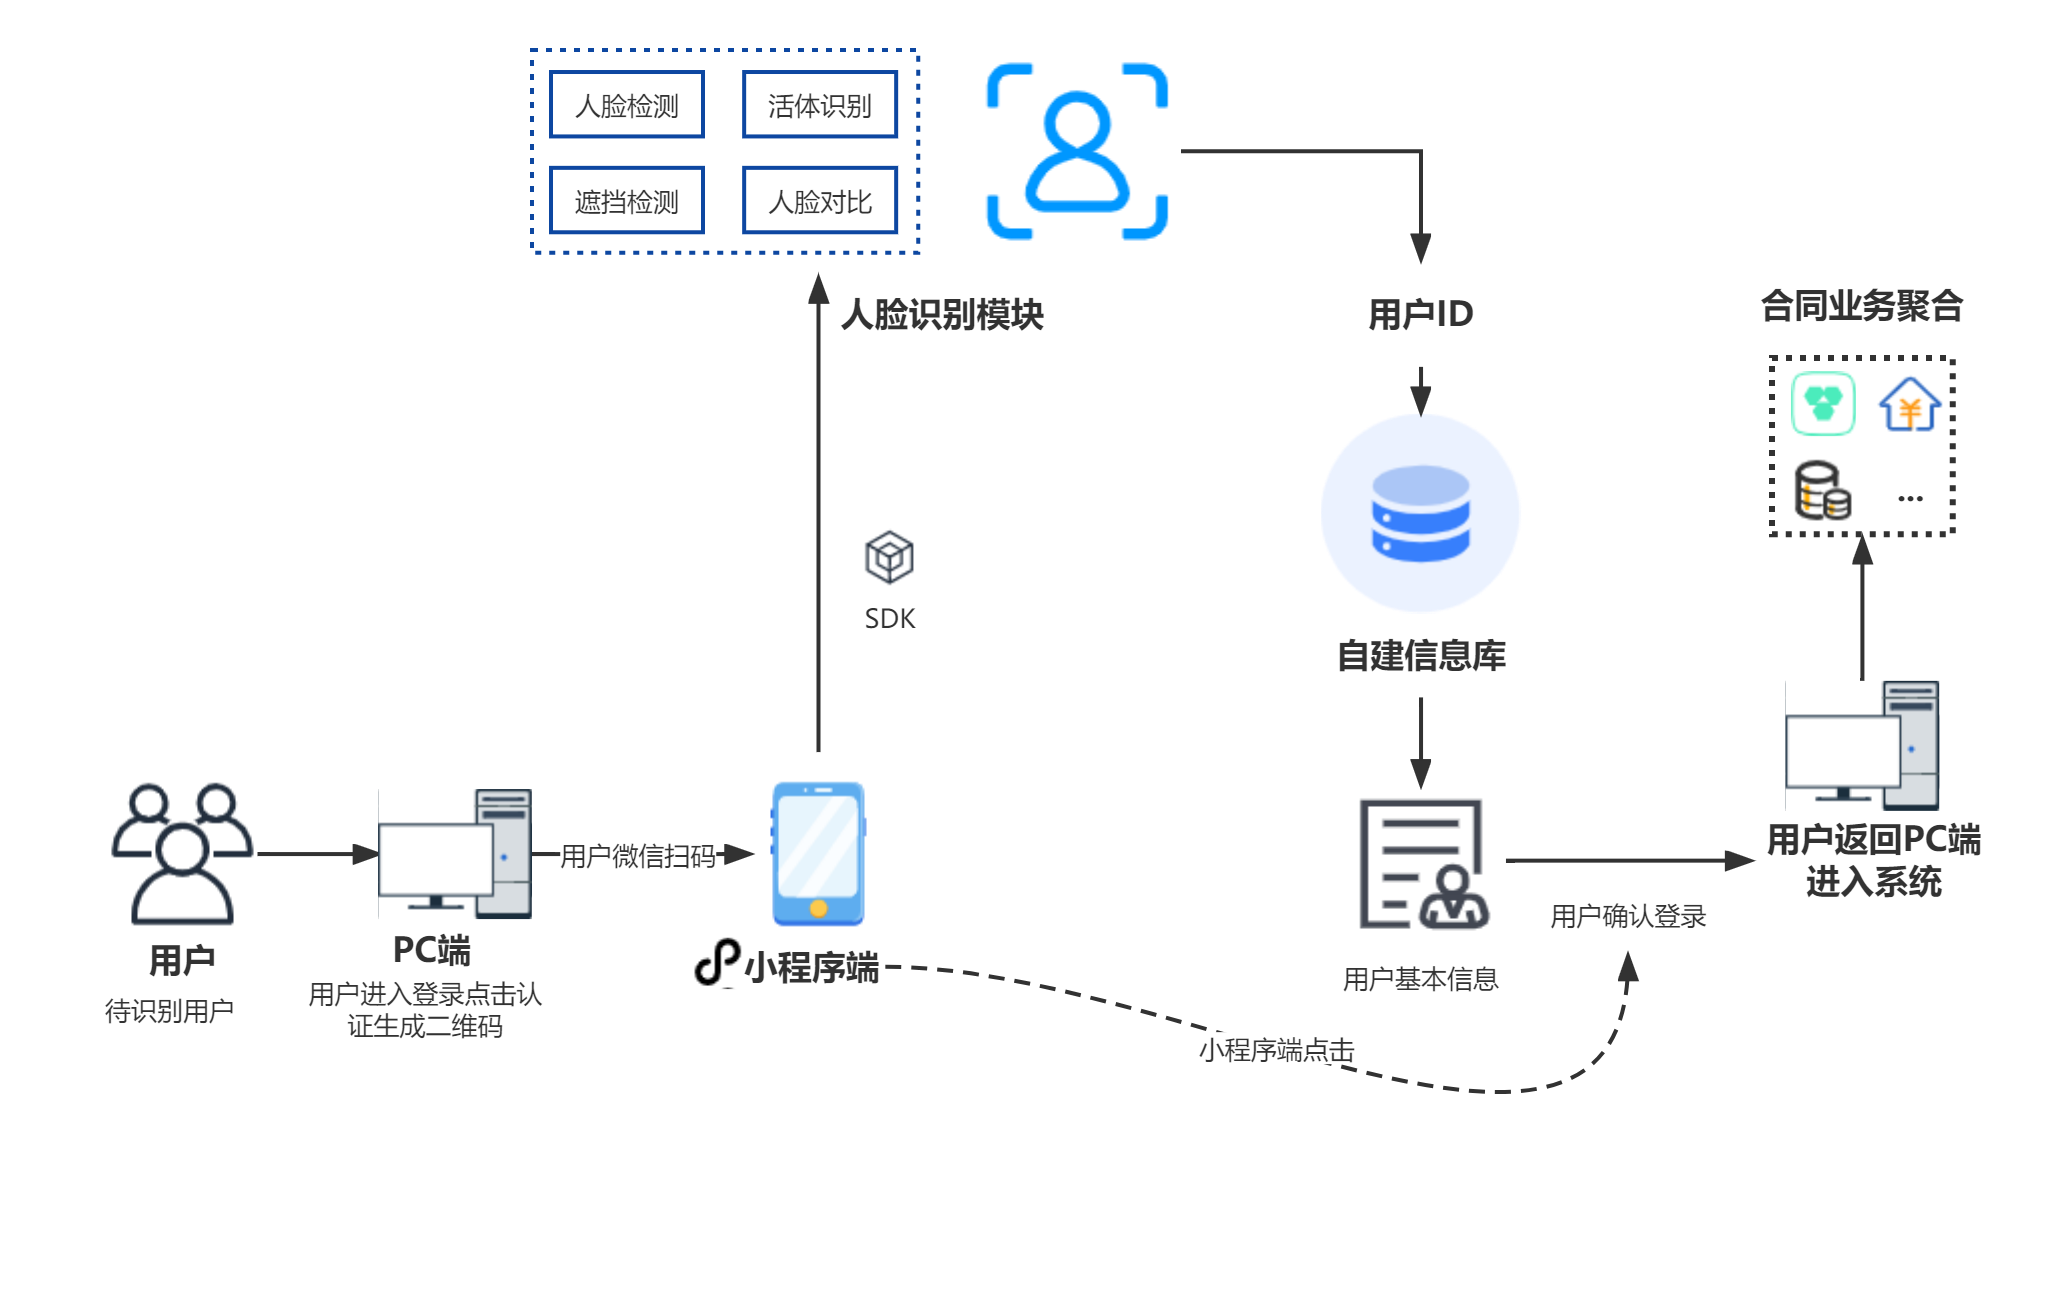 人脸检测
活体识别
遮挡检测
人脸对比
人脸识别模块
用户ID
合同业务聚合
...
SDK
自建信息库
用户微信扫码
用户
待识别用户
PC端
用户进入登录点击认
证生成二维码
小程序端
用户基本信息
用户确认登录
用户返回PC端
进入系统
小程序端点击